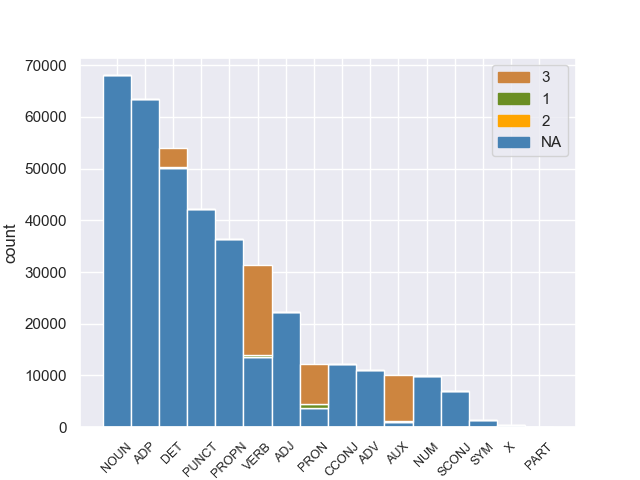 70000
60000
50000
40000
30000
20000
10000
0
count
3
1
2
NA
NOUN
ADP
DET
PUNCT
PROPN
VERB
ADJ
PRON
CCONJ
ADV
AUX
NUM
SCONJ
SYM
X
PART